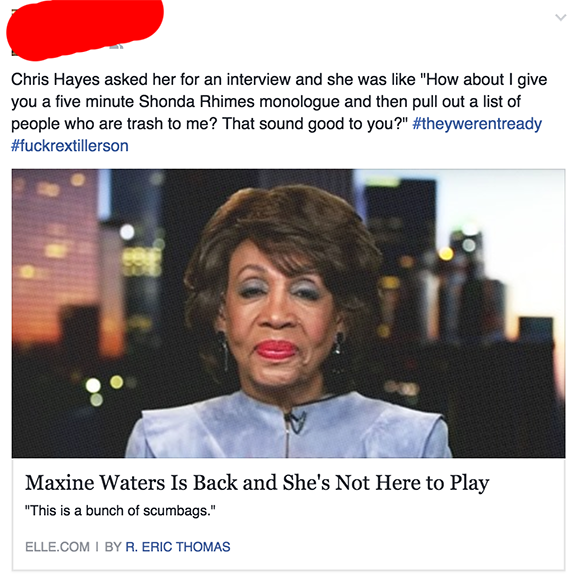 Chris Hayes asked her for an interview and she was like "How about I give
you a five minute Shonda Rhimes monologue and then pull out a list of
people who are trash to me? That sound good to you?" #theywerentready
#fuckrextillerson
Maxine Waters Is Back and She's Not Here to Play
"This is a bunch of scumbags."
ELLE.COM | BY R. ERIC THOMAS